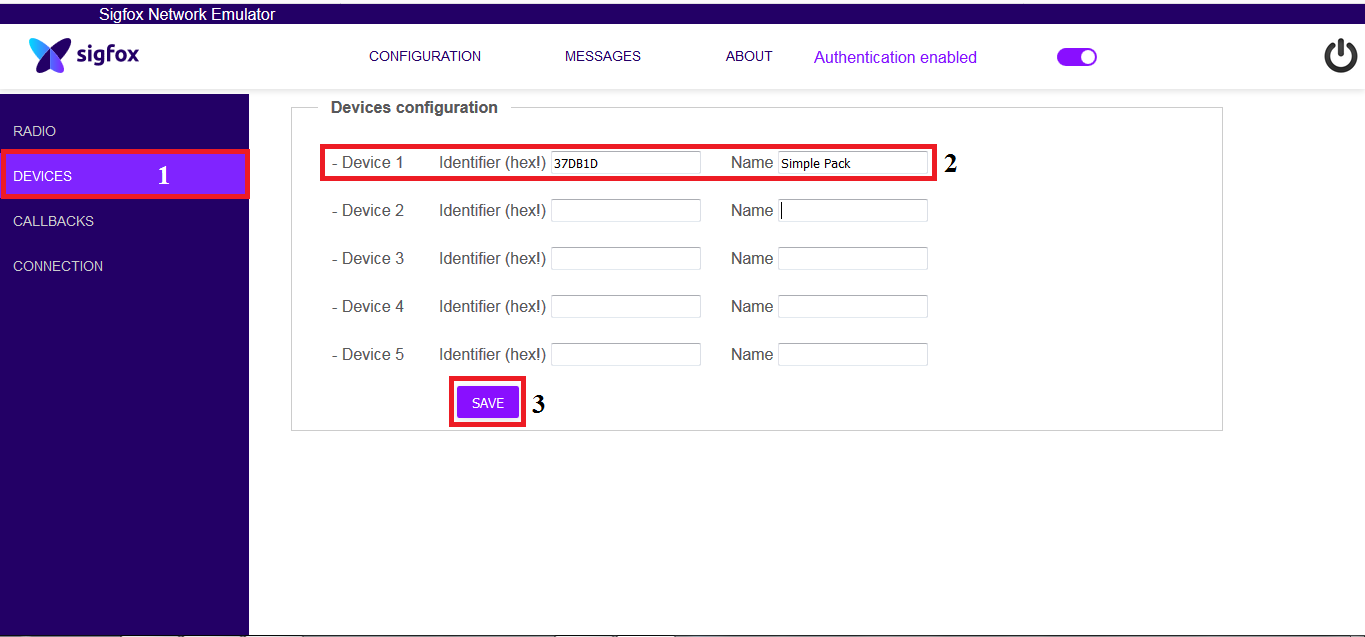 Sigfox Network Emulator
sigfox
CONFIGURATION MESSAGES ABOUT Authentication enabled
RADIO
DEVICES 1
CALLBACKS
CONNECTION
Devices configuration
- Device 1 Identifier (hex!) 37DB1D Name Simple Pack 2
- Device 2 Identifier (hex!) Name
- Device 3 Identifier (hex!) Name
- Device 4 Identifier (hex!) Name
- Device 5 Identifier (hex!) Name
SAVE 3